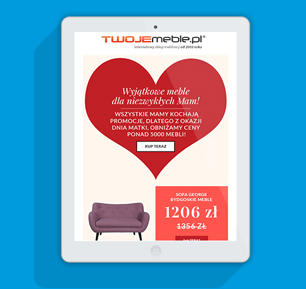 TWOJEmeble.pl®
internetowy sklep meblowy od 2002 roku
Wyjątkowe meble
dla niezwykłych Mam!
WSZYSTKIE MAMY KOCHAJĄ
PROMOCJE, DLATEGO Z OKAZJI
DNIA MATKI, OBNIŻAMY CENY
PONAD 5000 MEBLI!
KUP TERAZ
SOFA GEORGE
BYDGOSKIE MEBLE
1206 zł
1356 ZŁ